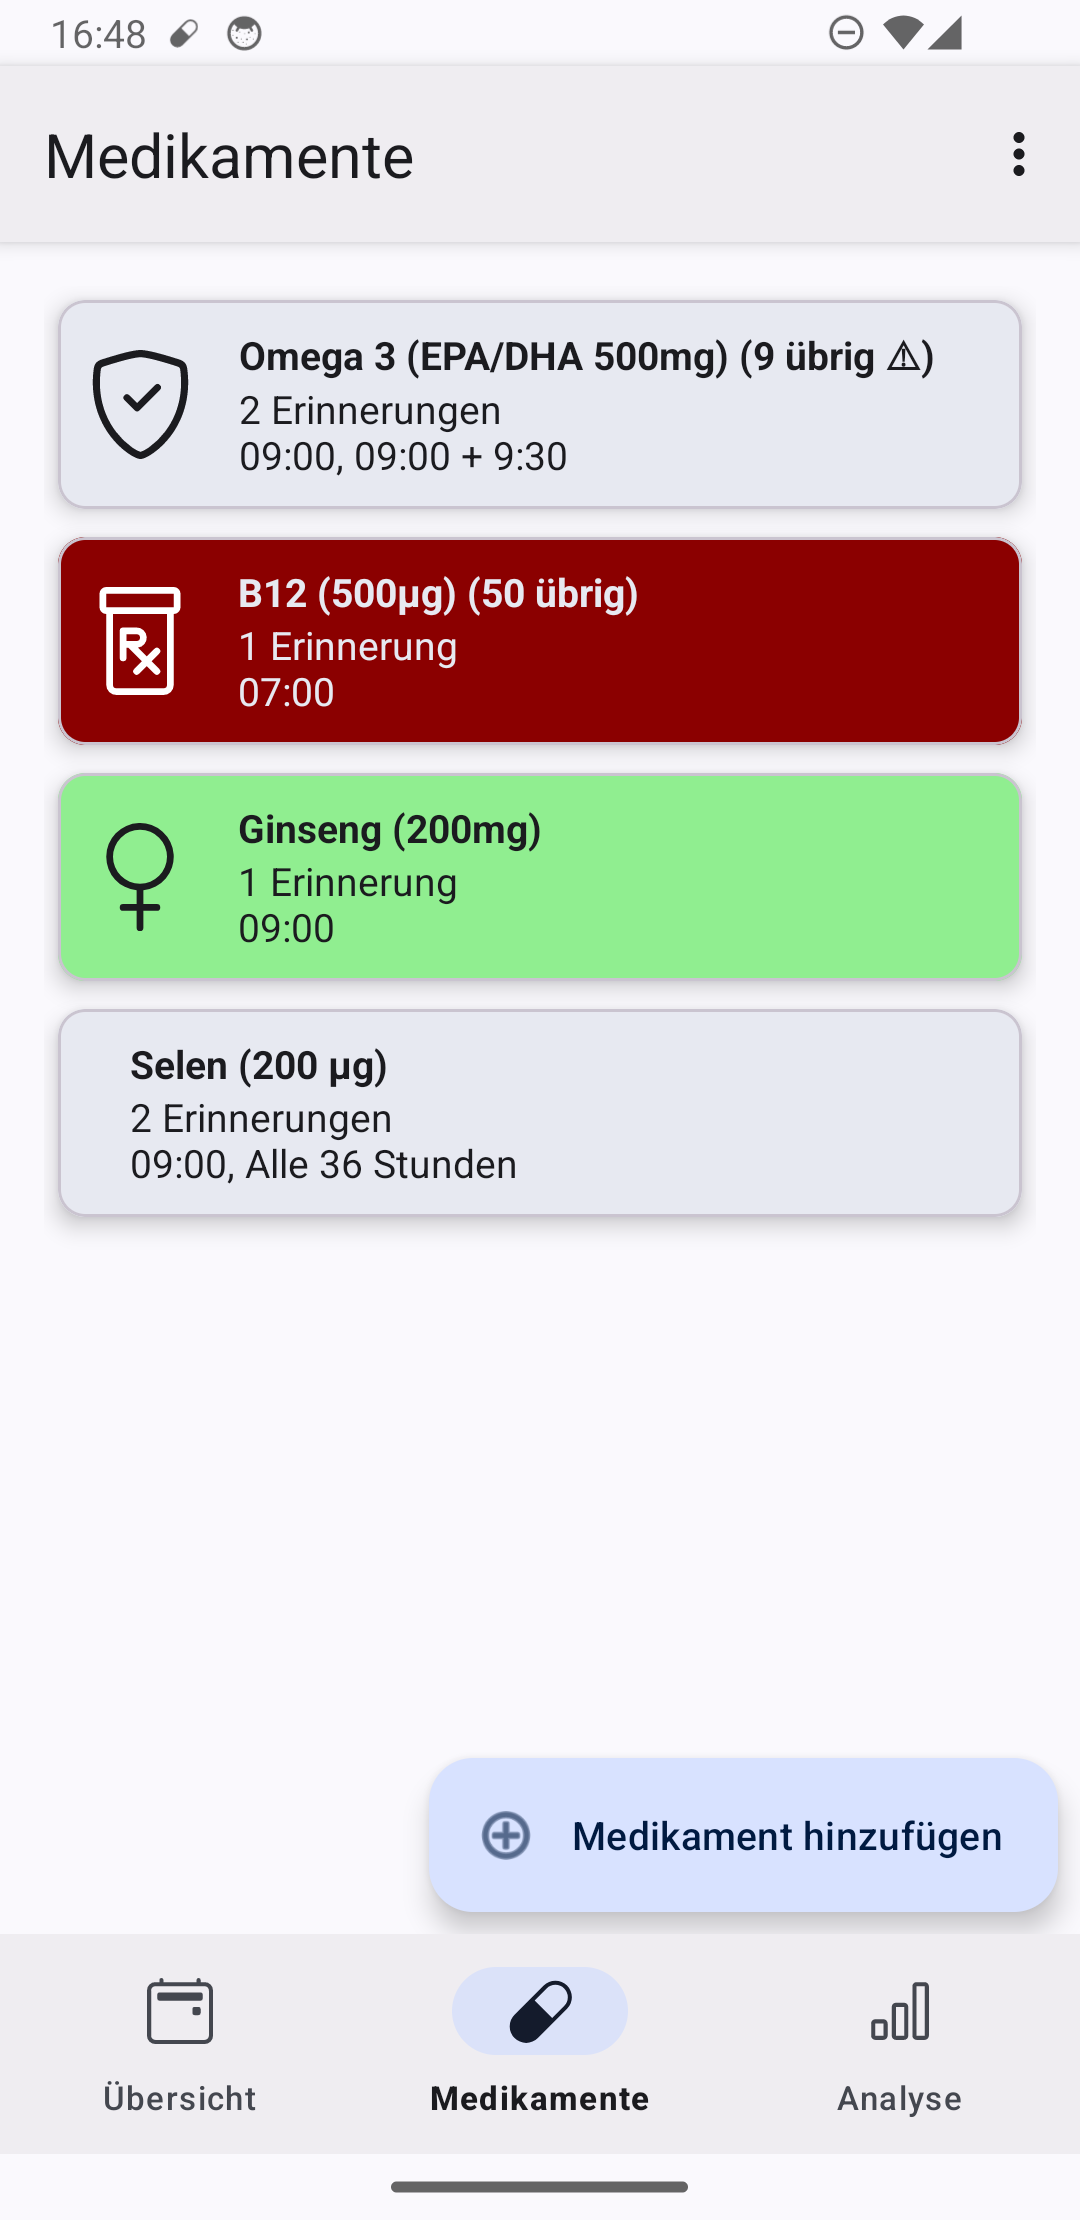 16:48
Medikamente
Omega 3 (EPA/DHA 500mg) (9 übrig ⚠)
2 Erinnerungen
09:00, 09:00 + 9:30
B12 (500µg) (50 übrig)
1 Erinnerung
07:00
Ginseng (200mg)
1 Erinnerung
09:00
Selen (200 µg)
2 Erinnerungen
09:00, Alle 36 Stunden
Medikament hinzufügen
Übersicht
Medikamente
Analyse